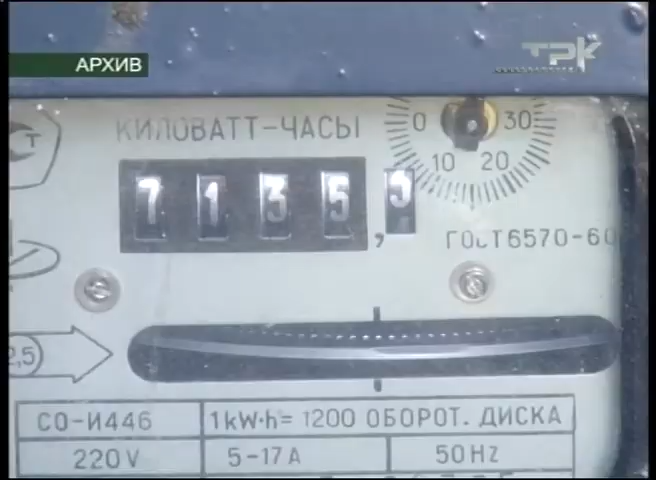 АРХИВ
ТРК
КИЛОВАТТ-ЧАСЫ
0 30
10 20
7135,
ГОСТ6570-60
2,5
СО-И446
1kW·h= 1200 ОБОРОТ. ДИСКА
220V
5-17А
50Hz